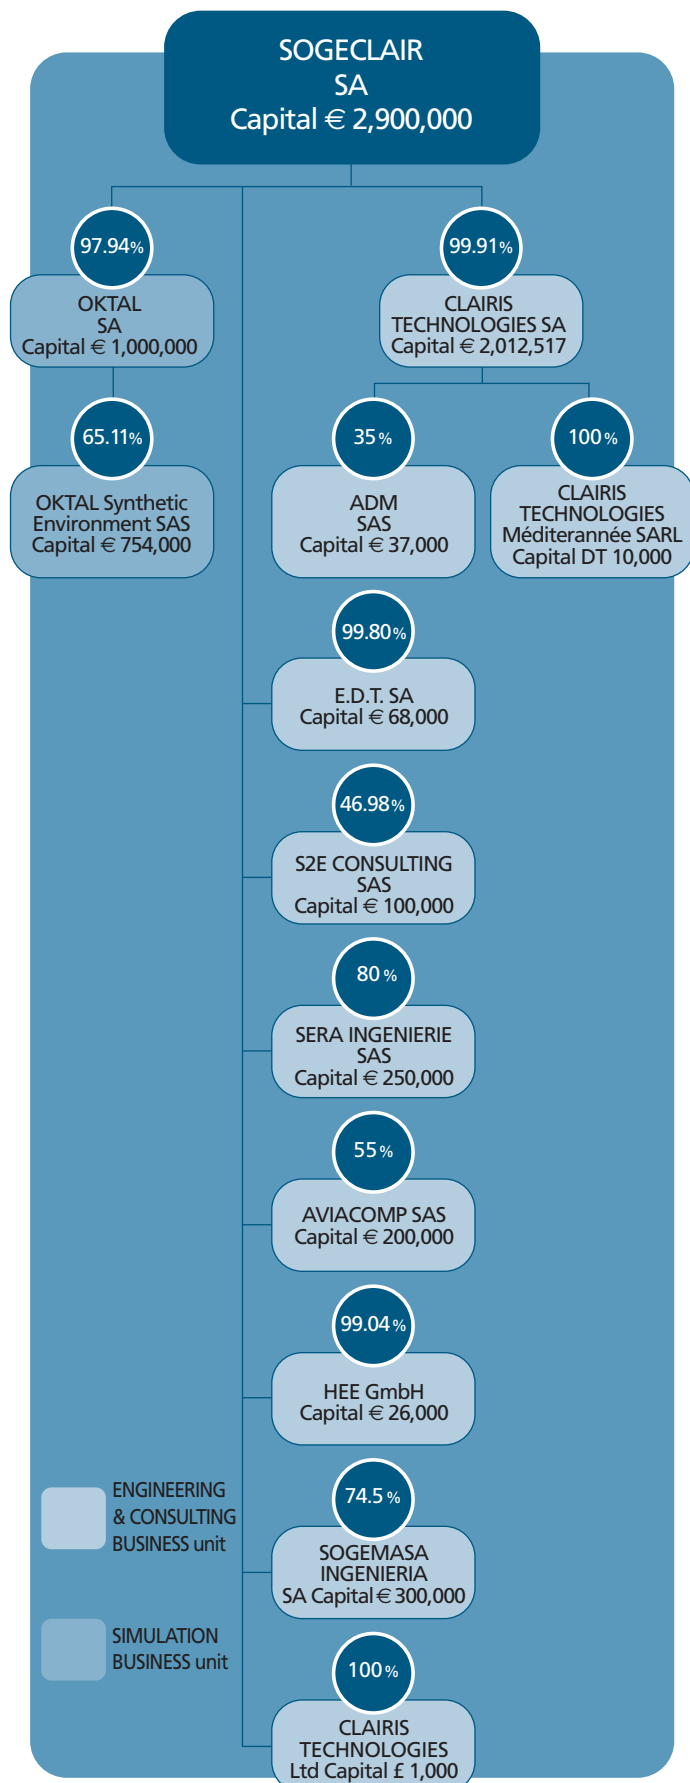 SOGECLAIR
SA
Capital € 2,900,000
97.94%
OKTAL
SA
Capital € 1,000,000
99.91%
CLAIRIS
TECHNOLOGIES SA
Capital € 2,012,517
65.11%
OKTAL Synthetic
Environment SAS
Capital € 754,000
35%
ADM
SAS
Capital € 37,000
100%
CLAIRIS
TECHNOLOGIES
Méditerannée SARL
Capital DT 10,000
99.80%
E.D.T. SA
Capital € 68,000
46.98%
S2E CONSULTING
SAS
Capital € 100,000
80%
SERA INGENIERIE
SAS
Capital € 250,000
55%
AVIACOMP SAS
Capital € 200,000
99.04%
HEE GmbH
Capital € 26,000
74.5%
SOGEMASA
INGENIERIA
SA Capital € 300,000
100%
CLAIRIS
TECHNOLOGIES
Ltd Capital £ 1,000
ENGINEERING
& CONSULTING
BUSINESS unit
SIMULATION
BUSINESS unit